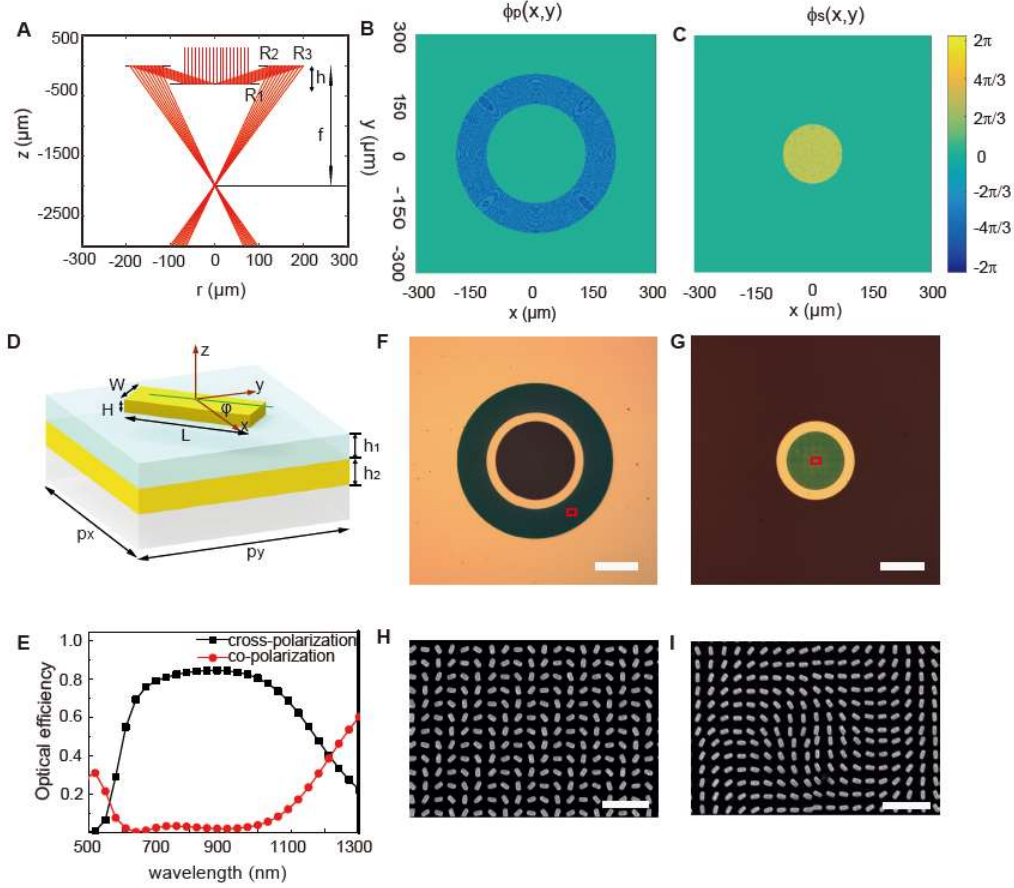 A
500
0
-500
-1500
-2500
z (µm)
R2 R3
R1
h
f
-300 -200 -100 0 100 200 300
r (µm)
B
ϕp(x,y)
300
150
0
-150
-300
y (µm)
-300 -150 0 150 300
x (µm)
C
ϕs(x,y)
-300 -150 0 150 300
x (µm)
2π
4π/3
2π/3
0
-2π/3
-4π/3
-2π
D
z
y
x
φ
W
H
L
h1
h2
px
py
F
G
E
1.0
0.8
0.6
0.4
0.2
Optical efficiency
cross-polarization
co-polarization
500 700 900 1100 1300
wavelength (nm)
H
I